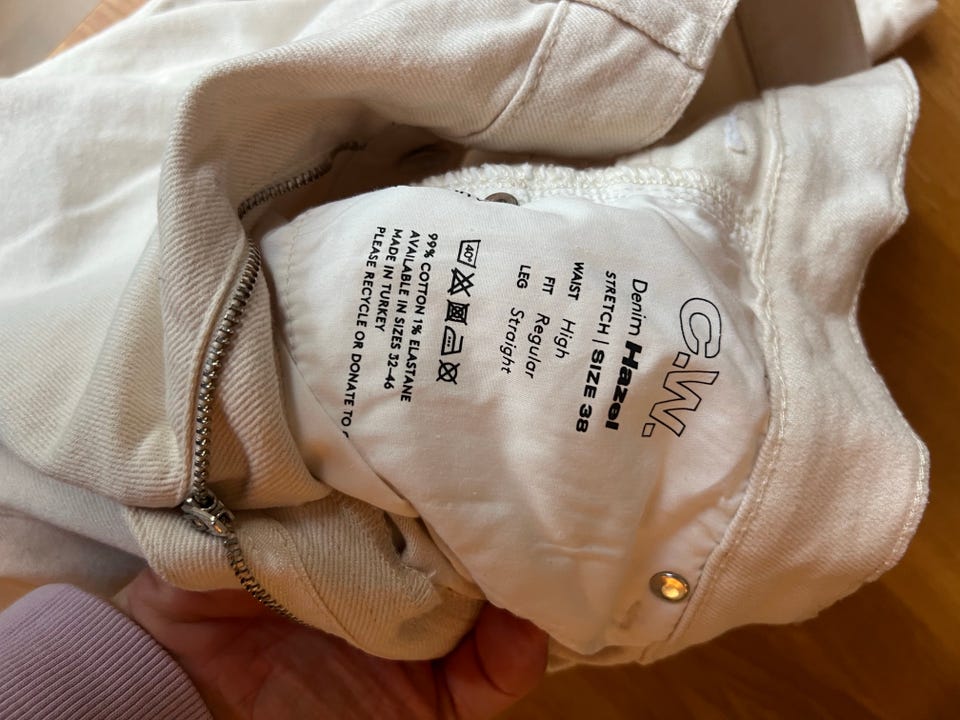 C.W.
Denim Hazel
STRETCH | SIZE 38
WAIST High
FIT Regular
LEG Straight
40°
99% COTTON 1% ELASTANE
AVAILABLE IN SIZES 32-46
MADE IN TURKEY
PLEASE RECYCLE OR DONATE TO